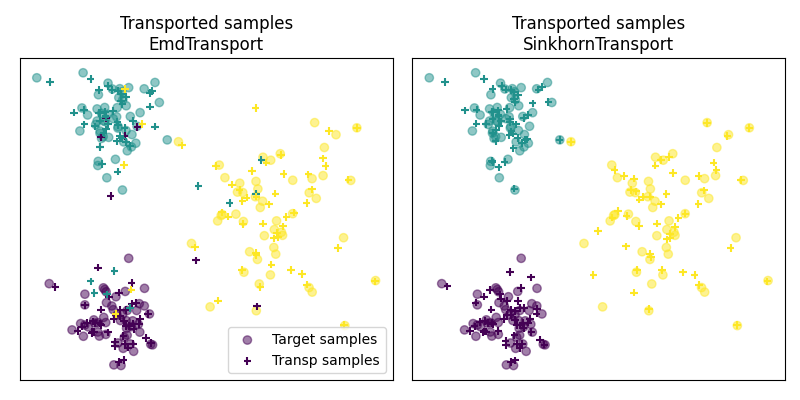 Transported samples
EmdTransport
Transported samples
SinkhornTransport
Target samples
Transp samples